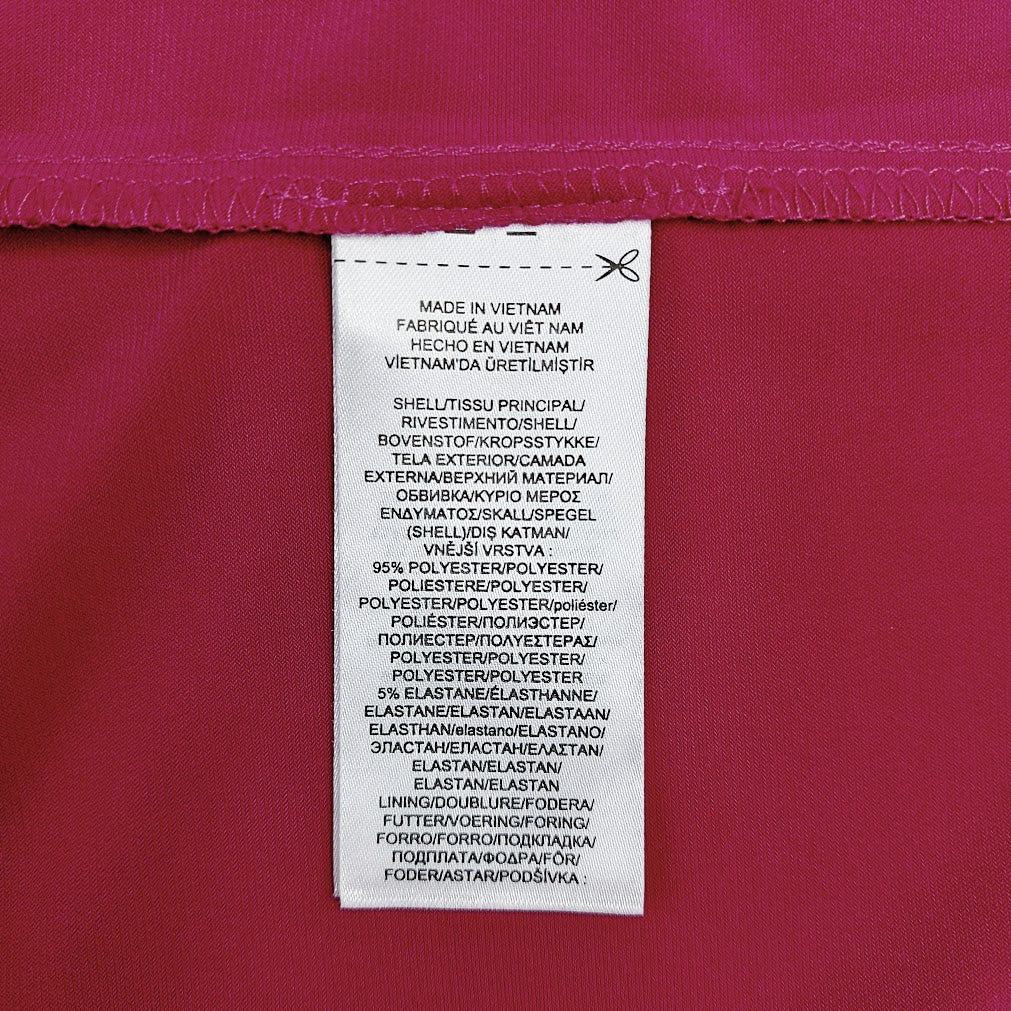 MADE IN VIETNAM
FABRIQUÉ AU VIÊT NAM
HECHO EN VIETNAM
VİETNAM'DA ÜRETİLMİŞTİR
SHELL/TISSU PRINCIPAL/
RIVESTIMENTO/SHELL/
BOVENSTOF/KROPSSTYKKE/
TELA EXTERIOR/CAMADA
EXTERNA/ВЕРХНИЙ МАТЕРИАЛ/
ОБВИВКА/ΚΥΡΙΟ ΜΕΡΟΣ
ΕΝΔΥΜΑΤΟΣ/SKALL/SPEGEL
(SHELL)/DIŞ KATMAN/
VNĚJŠÍ VRSTVA :
95% POLYESTER/POLYESTER/
POLIESTERE/POLYESTER/
POLYESTER/POLYESTER/poliéster/
POLIÉSTER/ПОЛИЭСТЕР/
ПОЛИЕСТЕР/ΠΟΛΥΕΣΤΕΡΑΣ/
POLYESTER/POLYESTER/
POLYESTER/POLYESTER
5% ELASTANE/ÉLASTHANNE/
ELASTANE/ELASTAN/ELASTAAN/
ELASTHAN/elastano/ELASTANO/
ЭЛАСТАН/ЕЛАСТАН/ΕΛΑΣΤΑΝ/
ELASTAN/ELASTAN/
ELASTAN/ELASTAN
LINING/DOUBLURE/FODERA/
FUTTER/VOERING/FORING/
FORRO/FORRO/ПОДКЛАДКА/
ПОДПЛАТА/ΦΟΔΡΑ/FÔR/
FODER/ASTAR/PODŠÍVKA :